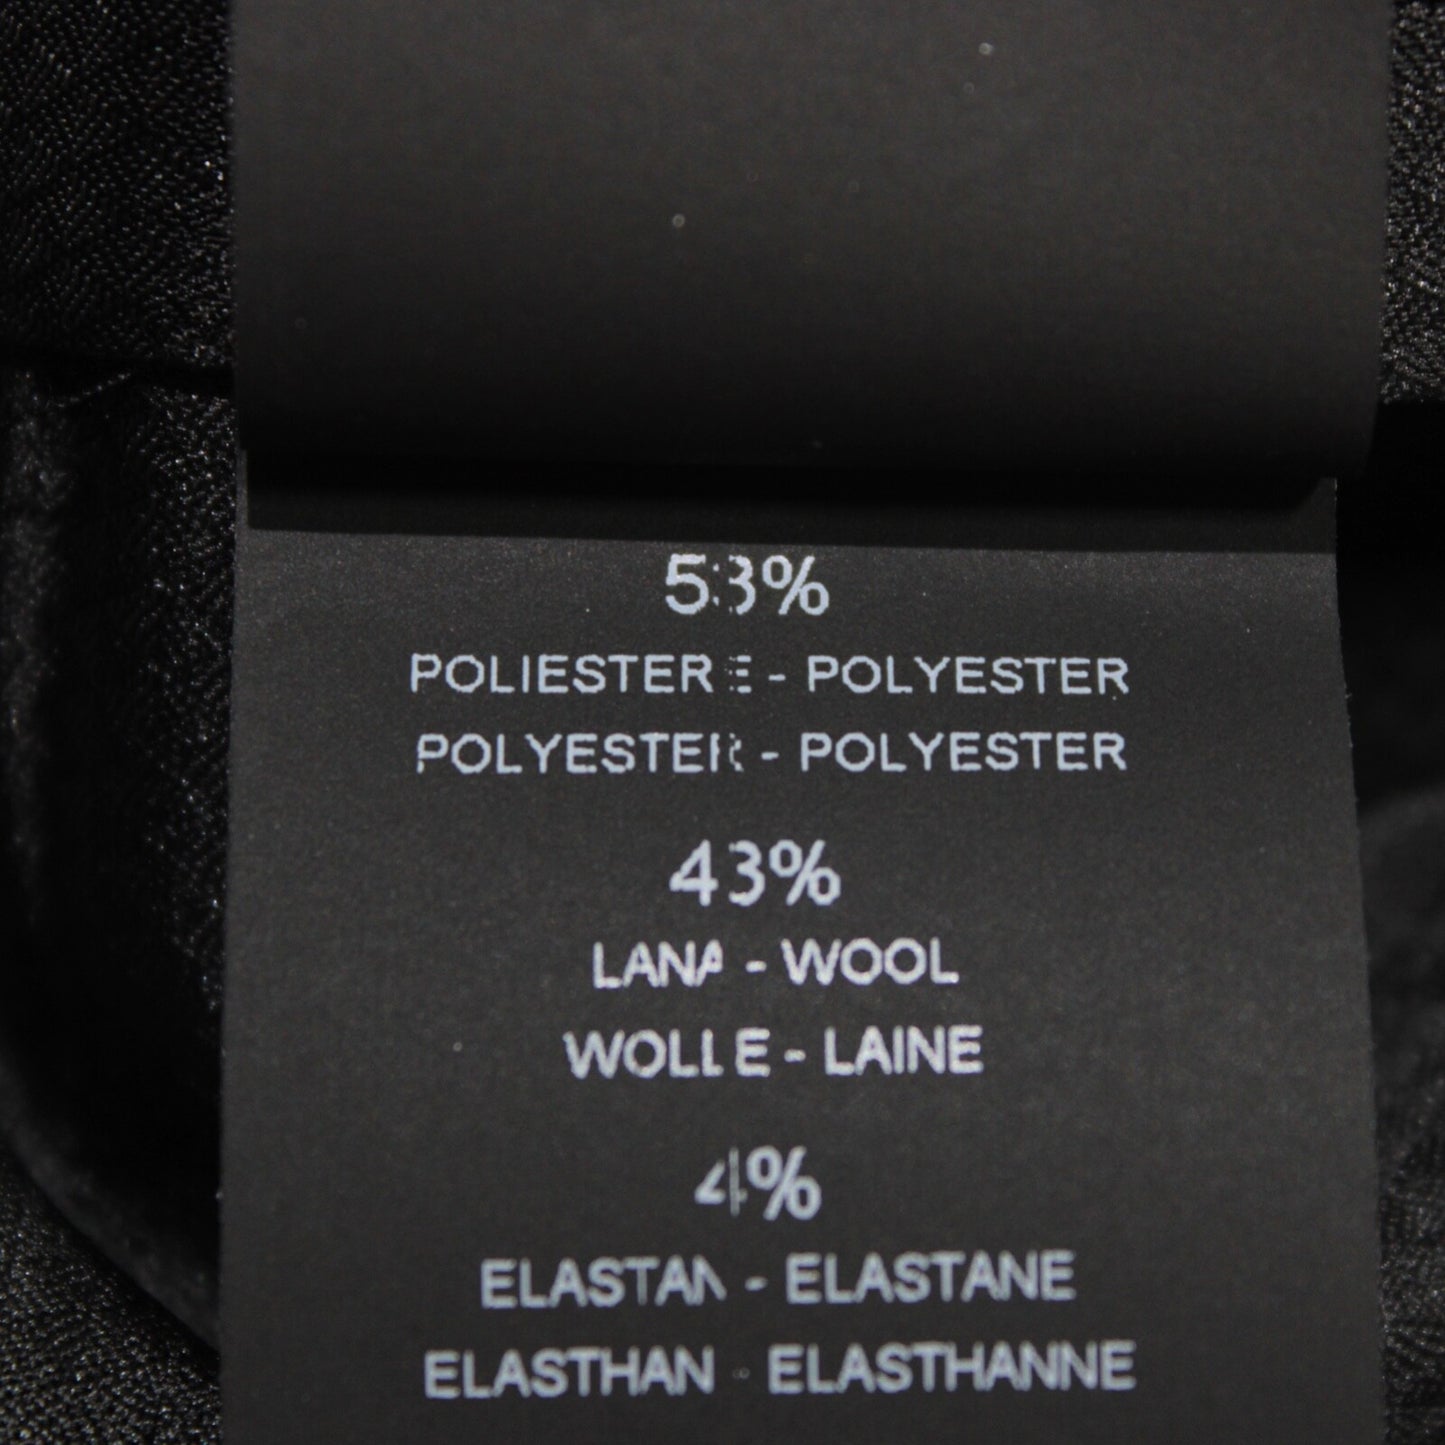 53%
POLIESTERE - POLYESTER
POLYESTER - POLYESTER
43%
LANA - WOOL
WOLLE - LAINE
4%
ELASTAN - ELASTANE
ELASTHAN - ELASTHANNE